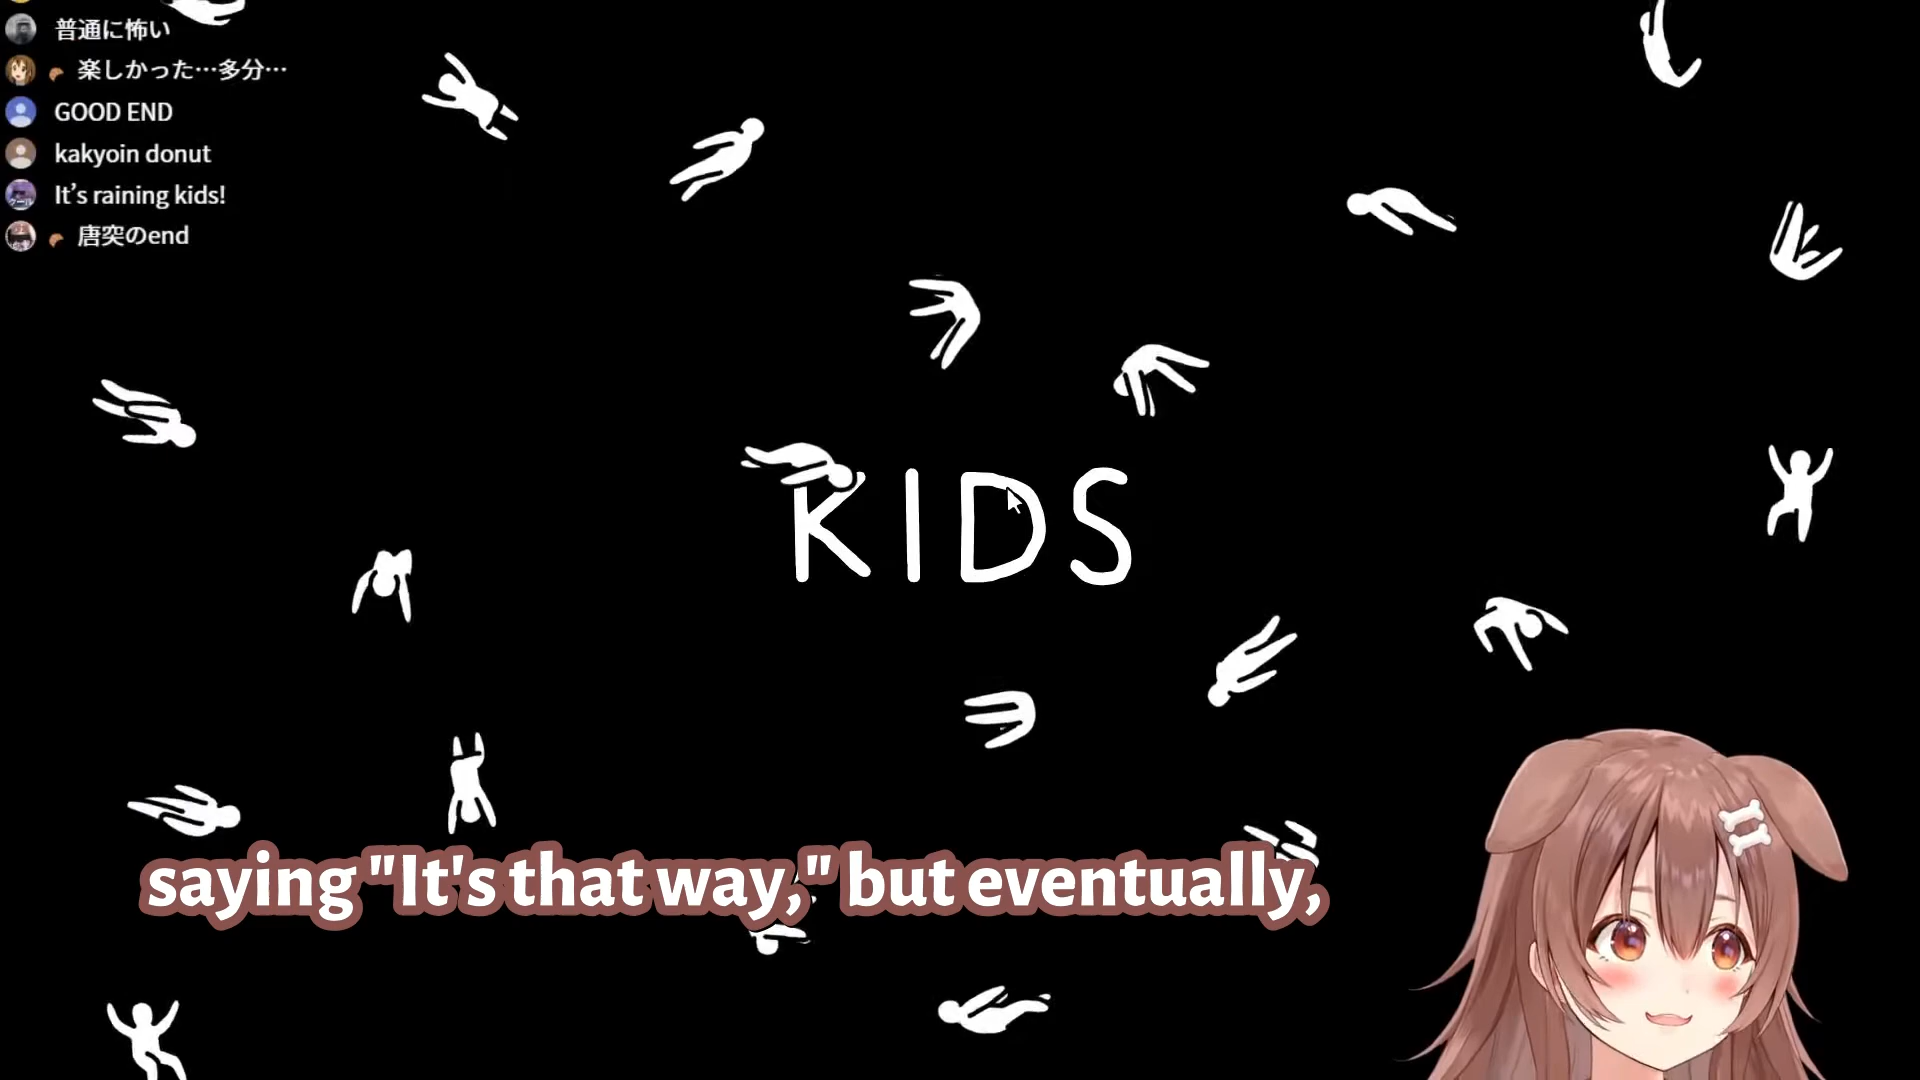 普通に怖い
楽しかった…多分…
GOOD END
kakyoin donut
It’s raining kids!
唐突のend
KIDS
saying "It's that way," but eventually,